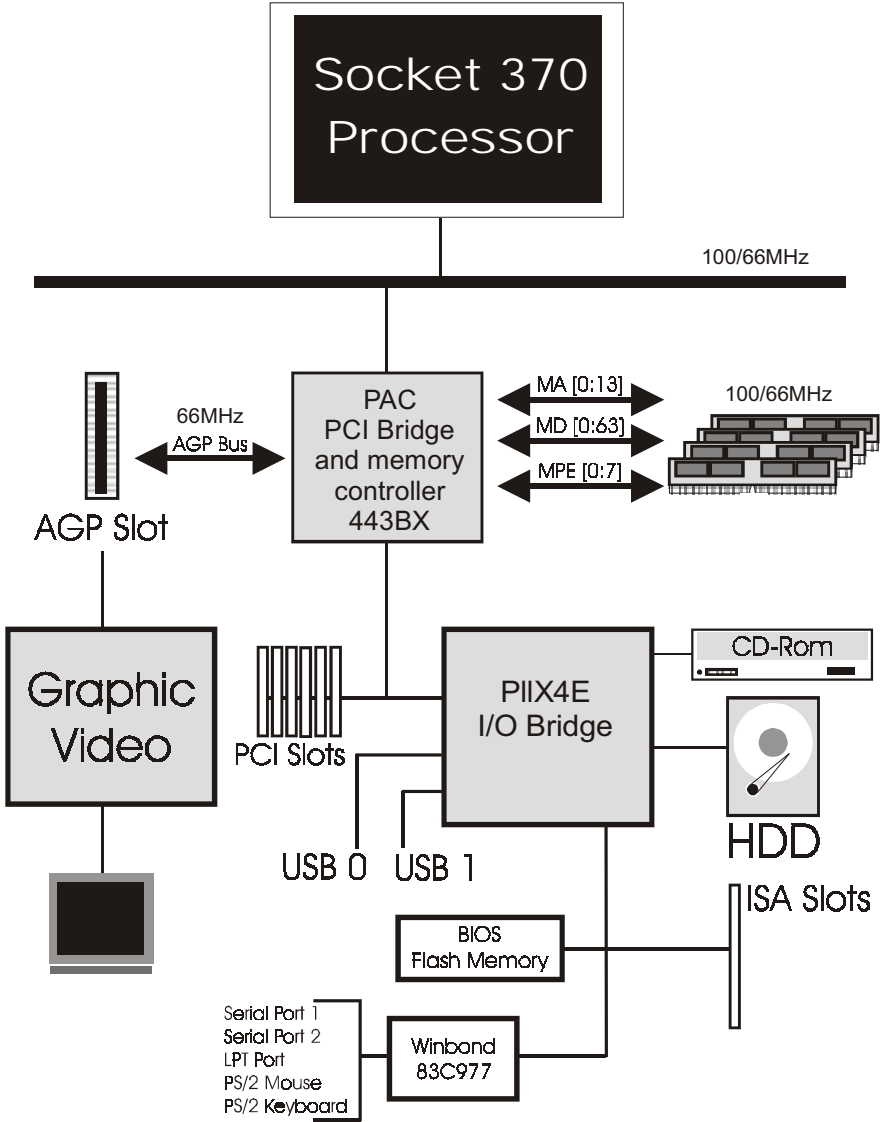 Socket 370
Processor
100/66MHz
66MHz
AGP Bus
AGP Slot
PAC
PCI Bridge
and memory
controller
443BX
MA [0:13]
MD [0:63]
MPE [0:7]
100/66MHz
Graphic
Video
PCI Slots
PIIX4E
I/O Bridge
CD-Rom
HDD
USB 0
USB 1
ISA Slots
BIOS
Flash Memory
Serial Port 1
Serial Port 2
LPT Port
PS/2 Mouse
PS/2 Keyboard
Winbond
83C977